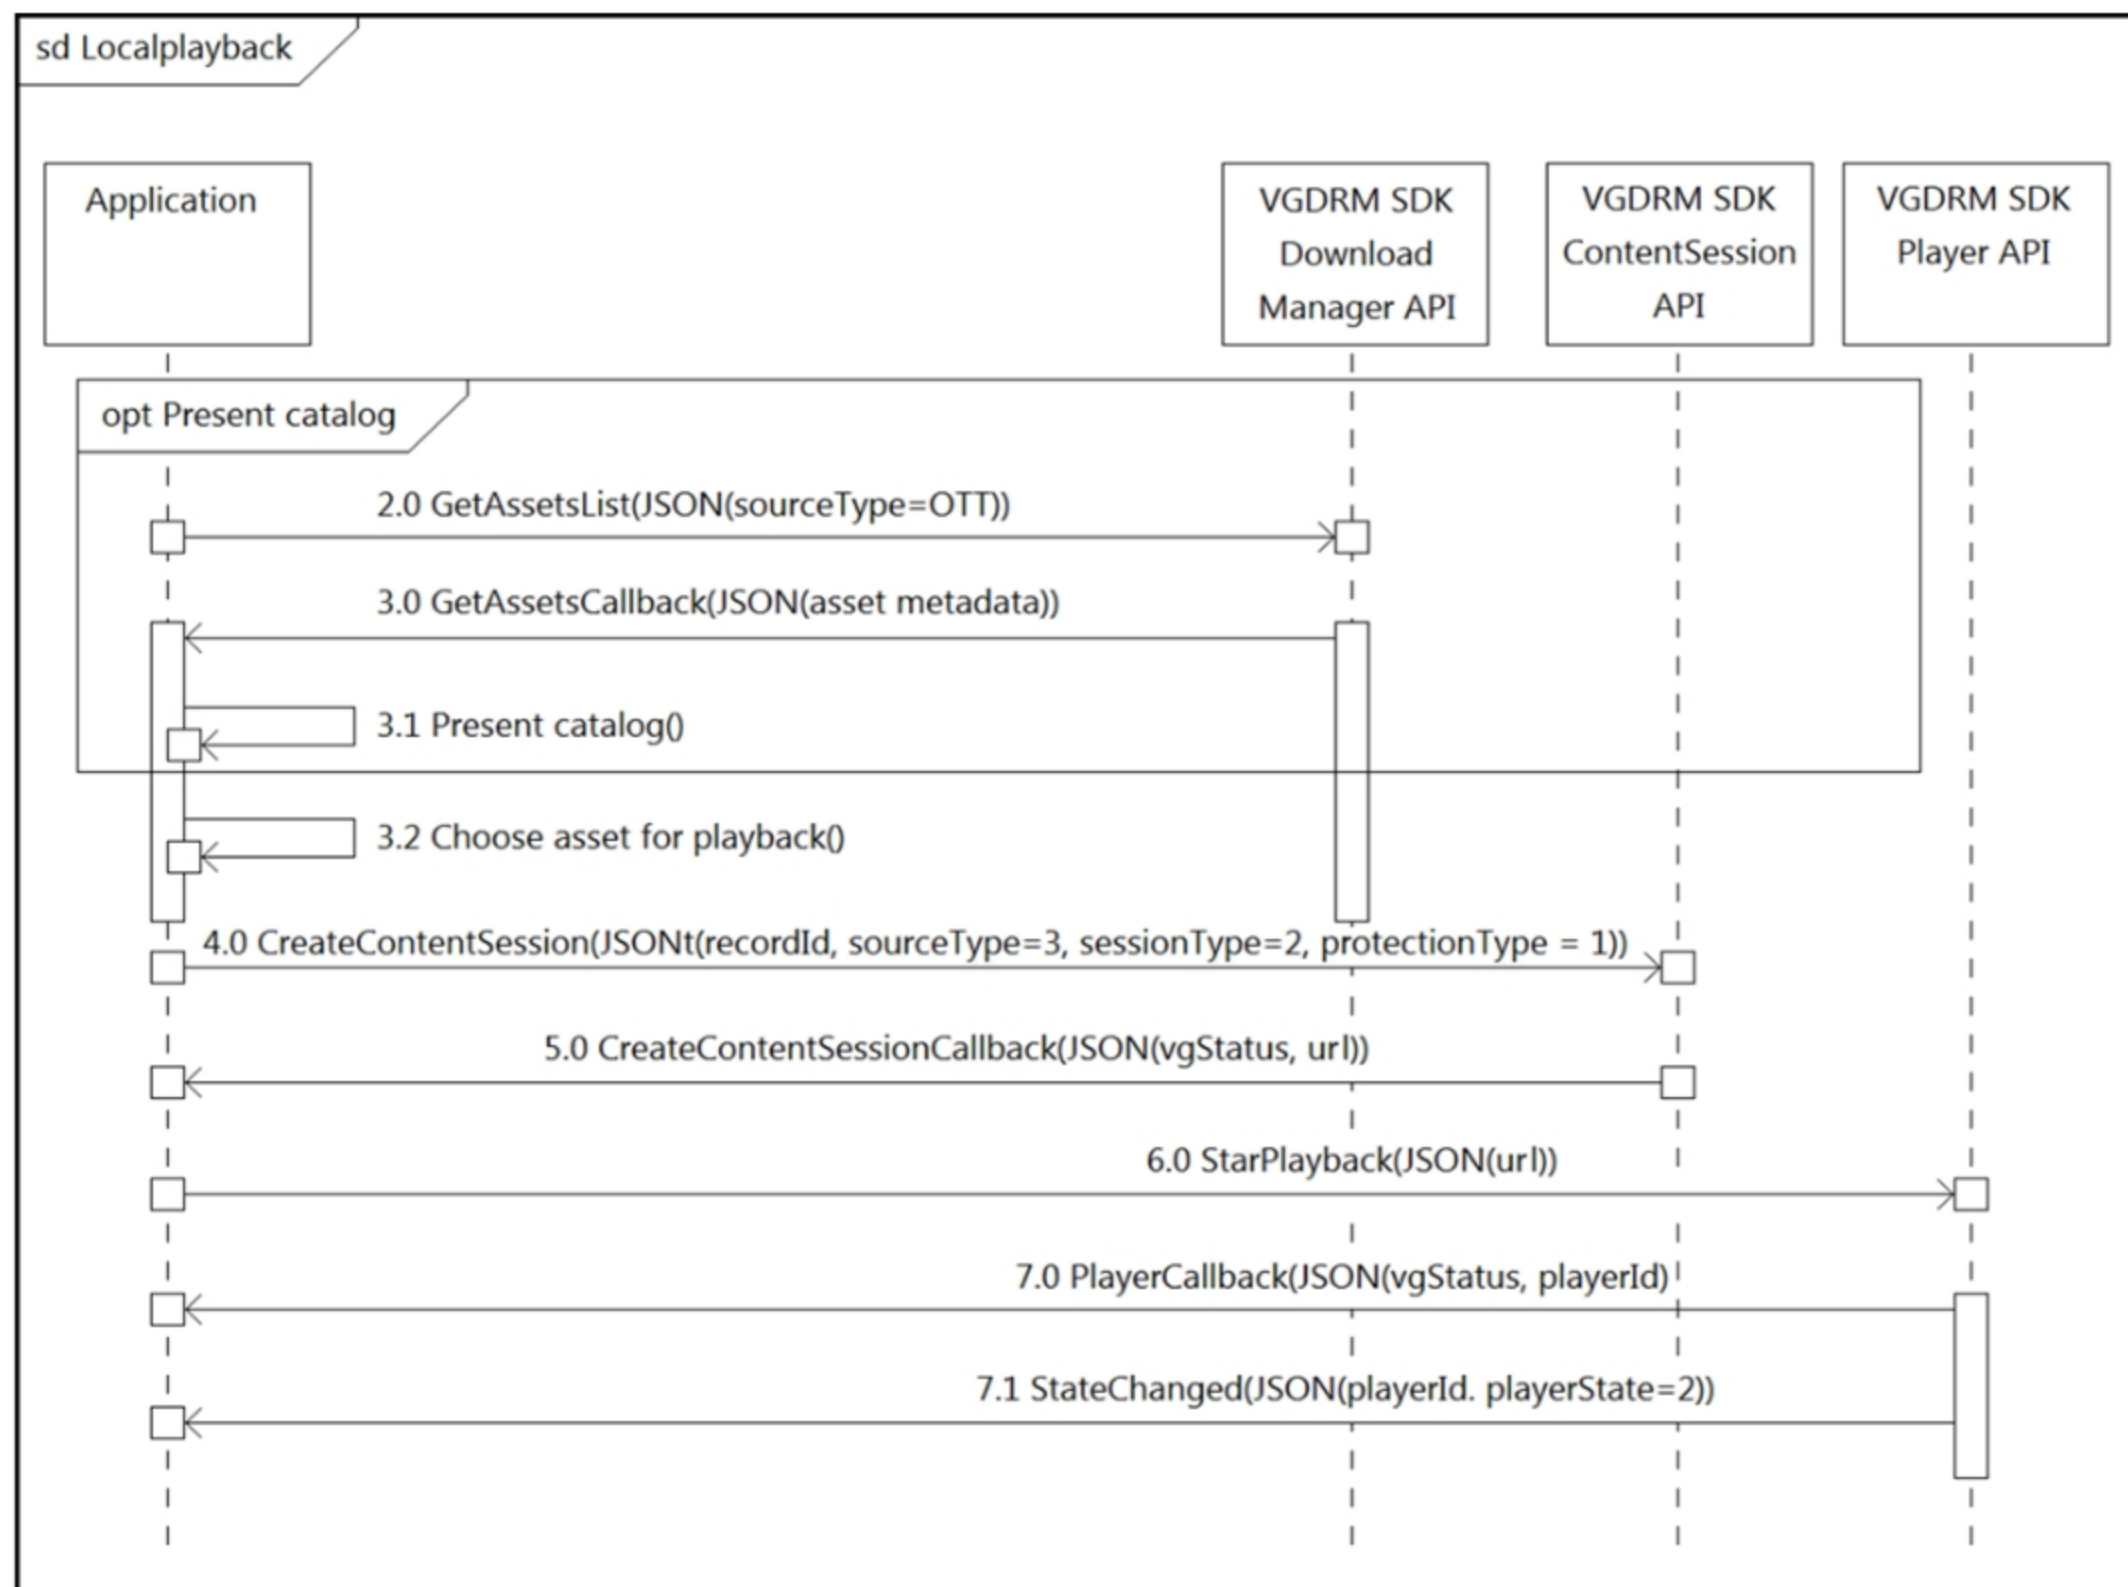 sd Localplayback
Application
VGDRM SDK
Download
Manager API
VGDRM SDK
ContentSession
API
VGDRM SDK
Player API
opt Present catalog
2.0 GetAssetsList(JSON(sourceType=OTT))
3.0 GetAssetsCallback(JSON(asset metadata))
3.1 Present catalog()
3.2 Choose asset for playback()
4.0 CreateContentSession(JSONt(recordId, sourceType=3, sessionType=2, protectionType = 1))
5.0 CreateContentSessionCallback(JSON(vgStatus, url))
6.0 StarPlayback(JSON(url))
7.0 PlayerCallback(JSON(vgStatus, playerId)
7.1 StateChanged(JSON(playerId. playerState=2))